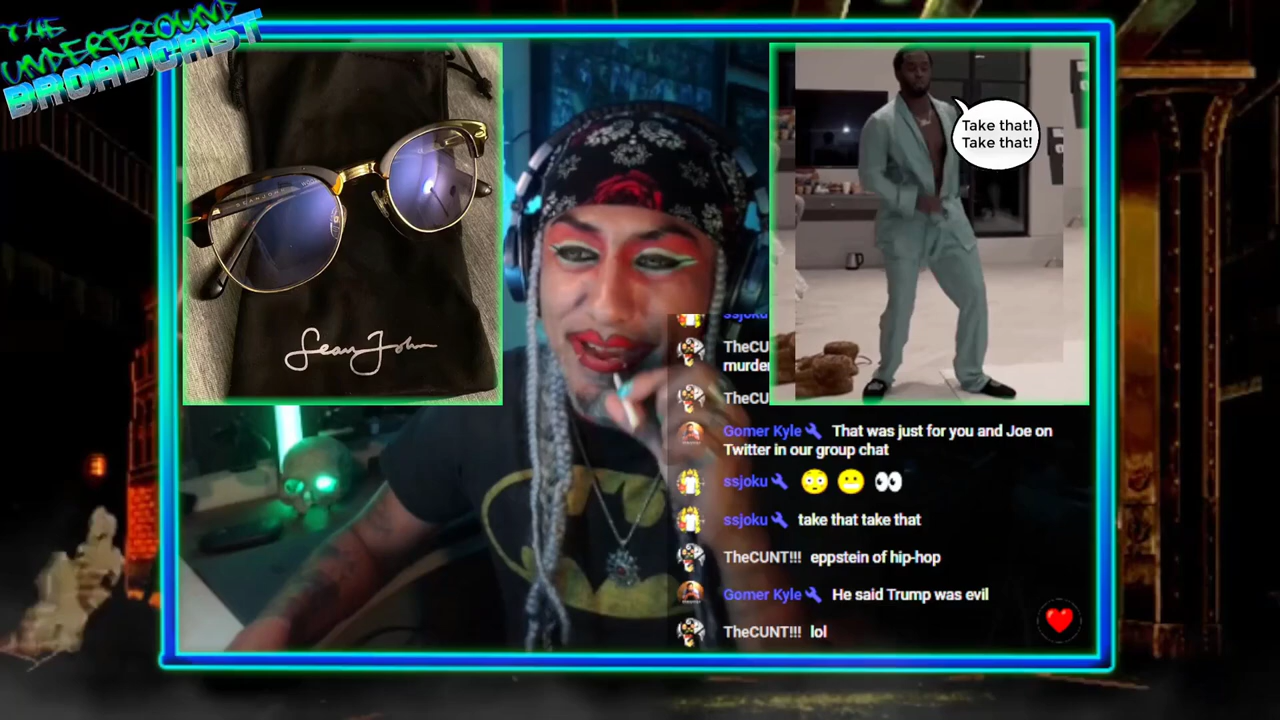 THE
UNDERGROUND
BROADCAST
Sean John
Take that!
Take that!
ssjoku
TheCU
murde
TheCU
Gomer Kyle That was just for you and Joe on
Twitter in our group chat
ssjoku
ssjoku take that take that
TheCUNT!!! eppstein of hip-hop
Gomer Kyle He said Trump was evil
TheCUNT!!! lol